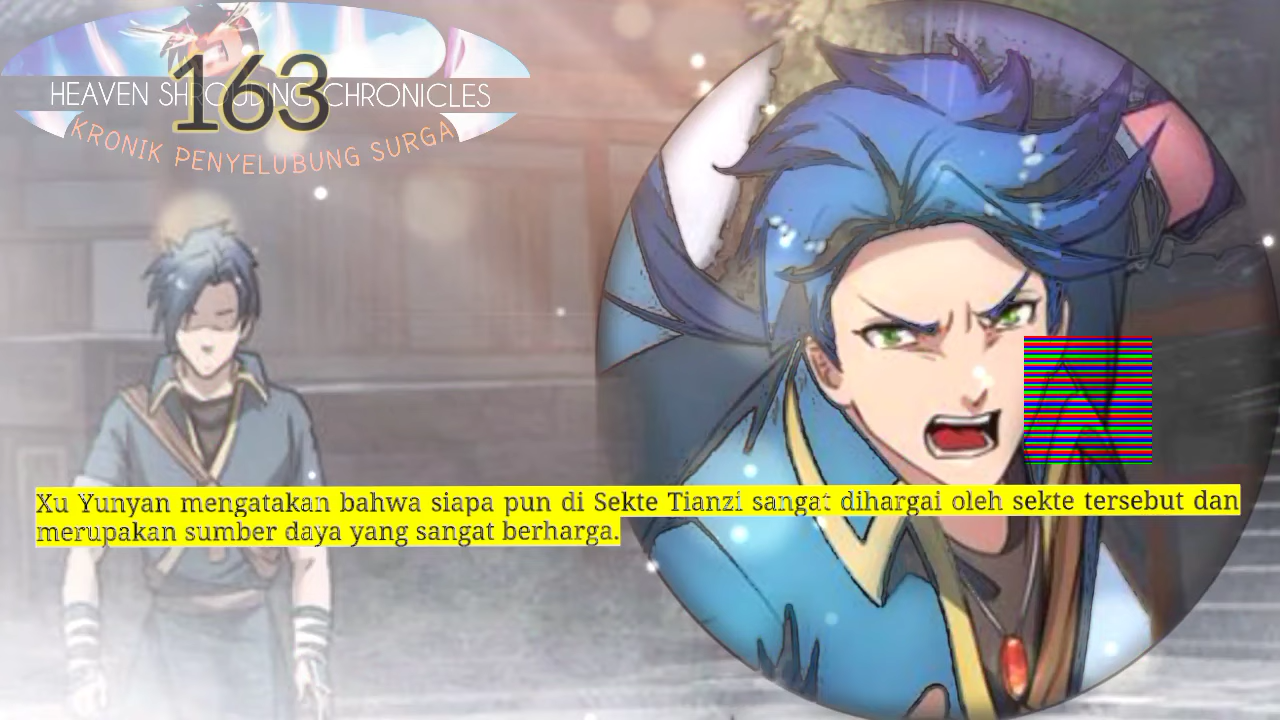 163
HEAVEN SHROUDING CHRONICLES
KRONIK PENYELUBUNG SURGA
Xu Yunyan mengatakan bahwa siapa pun di Sekte Tianzi sangat dihargai oleh sekte tersebut dan
merupakan sumber daya yang sangat berharga.